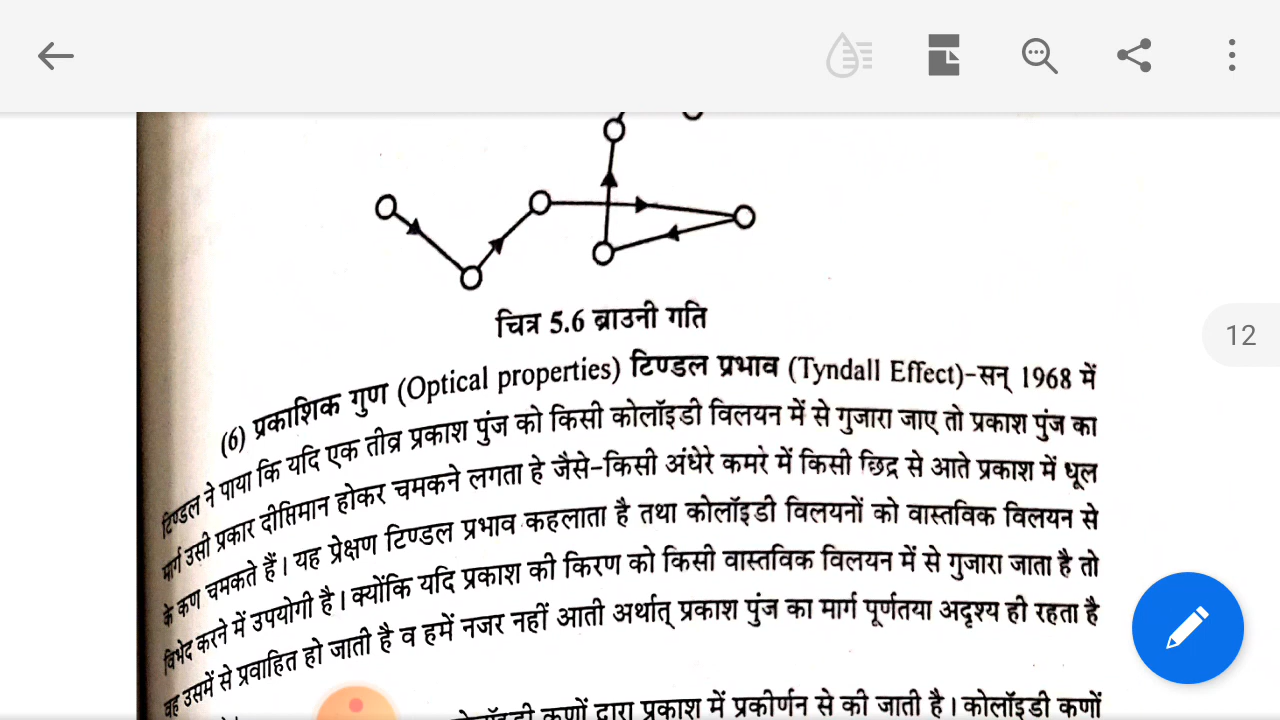 12
चित्र 5.6 ब्राउनी गति
(6) प्रकाशिक गुण (Optical properties) टिण्डल प्रभाव (Tyndall Effect)-सन् 1968 में
टिण्डल ने पाया कि यदि एक तीव्र प्रकाश पुंज को किसी कोलॉइडी विलयन में से गुजारा जाए तो प्रकाश पुंज का
मार्ग उसी प्रकार दीप्तिमान होकर चमकने लगता हे जैसे-किसी अंधेरे कमरे में किसी छिद्र से आते प्रकाश में धूल
के कण चमकते हैं। यह प्रेक्षण टिण्डल प्रभाव कहलाता है तथा कोलॉइडी विलयनों को वास्तविक विलयन से
विभेद करने में उपयोगी है। क्योंकि यदि प्रकाश की किरण को किसी वास्तविक विलयन में से गुजारा जाता है तो
वह उसमें से प्रवाहित हो जाती है व हमें नजर नहीं आती अर्थात् प्रकाश पुंज का मार्ग पूर्णतया अदृश्य ही रहता है
कणों द्वारा प्रकाश में प्रकीर्णन से की जाती है। कोलॉइडी कणों